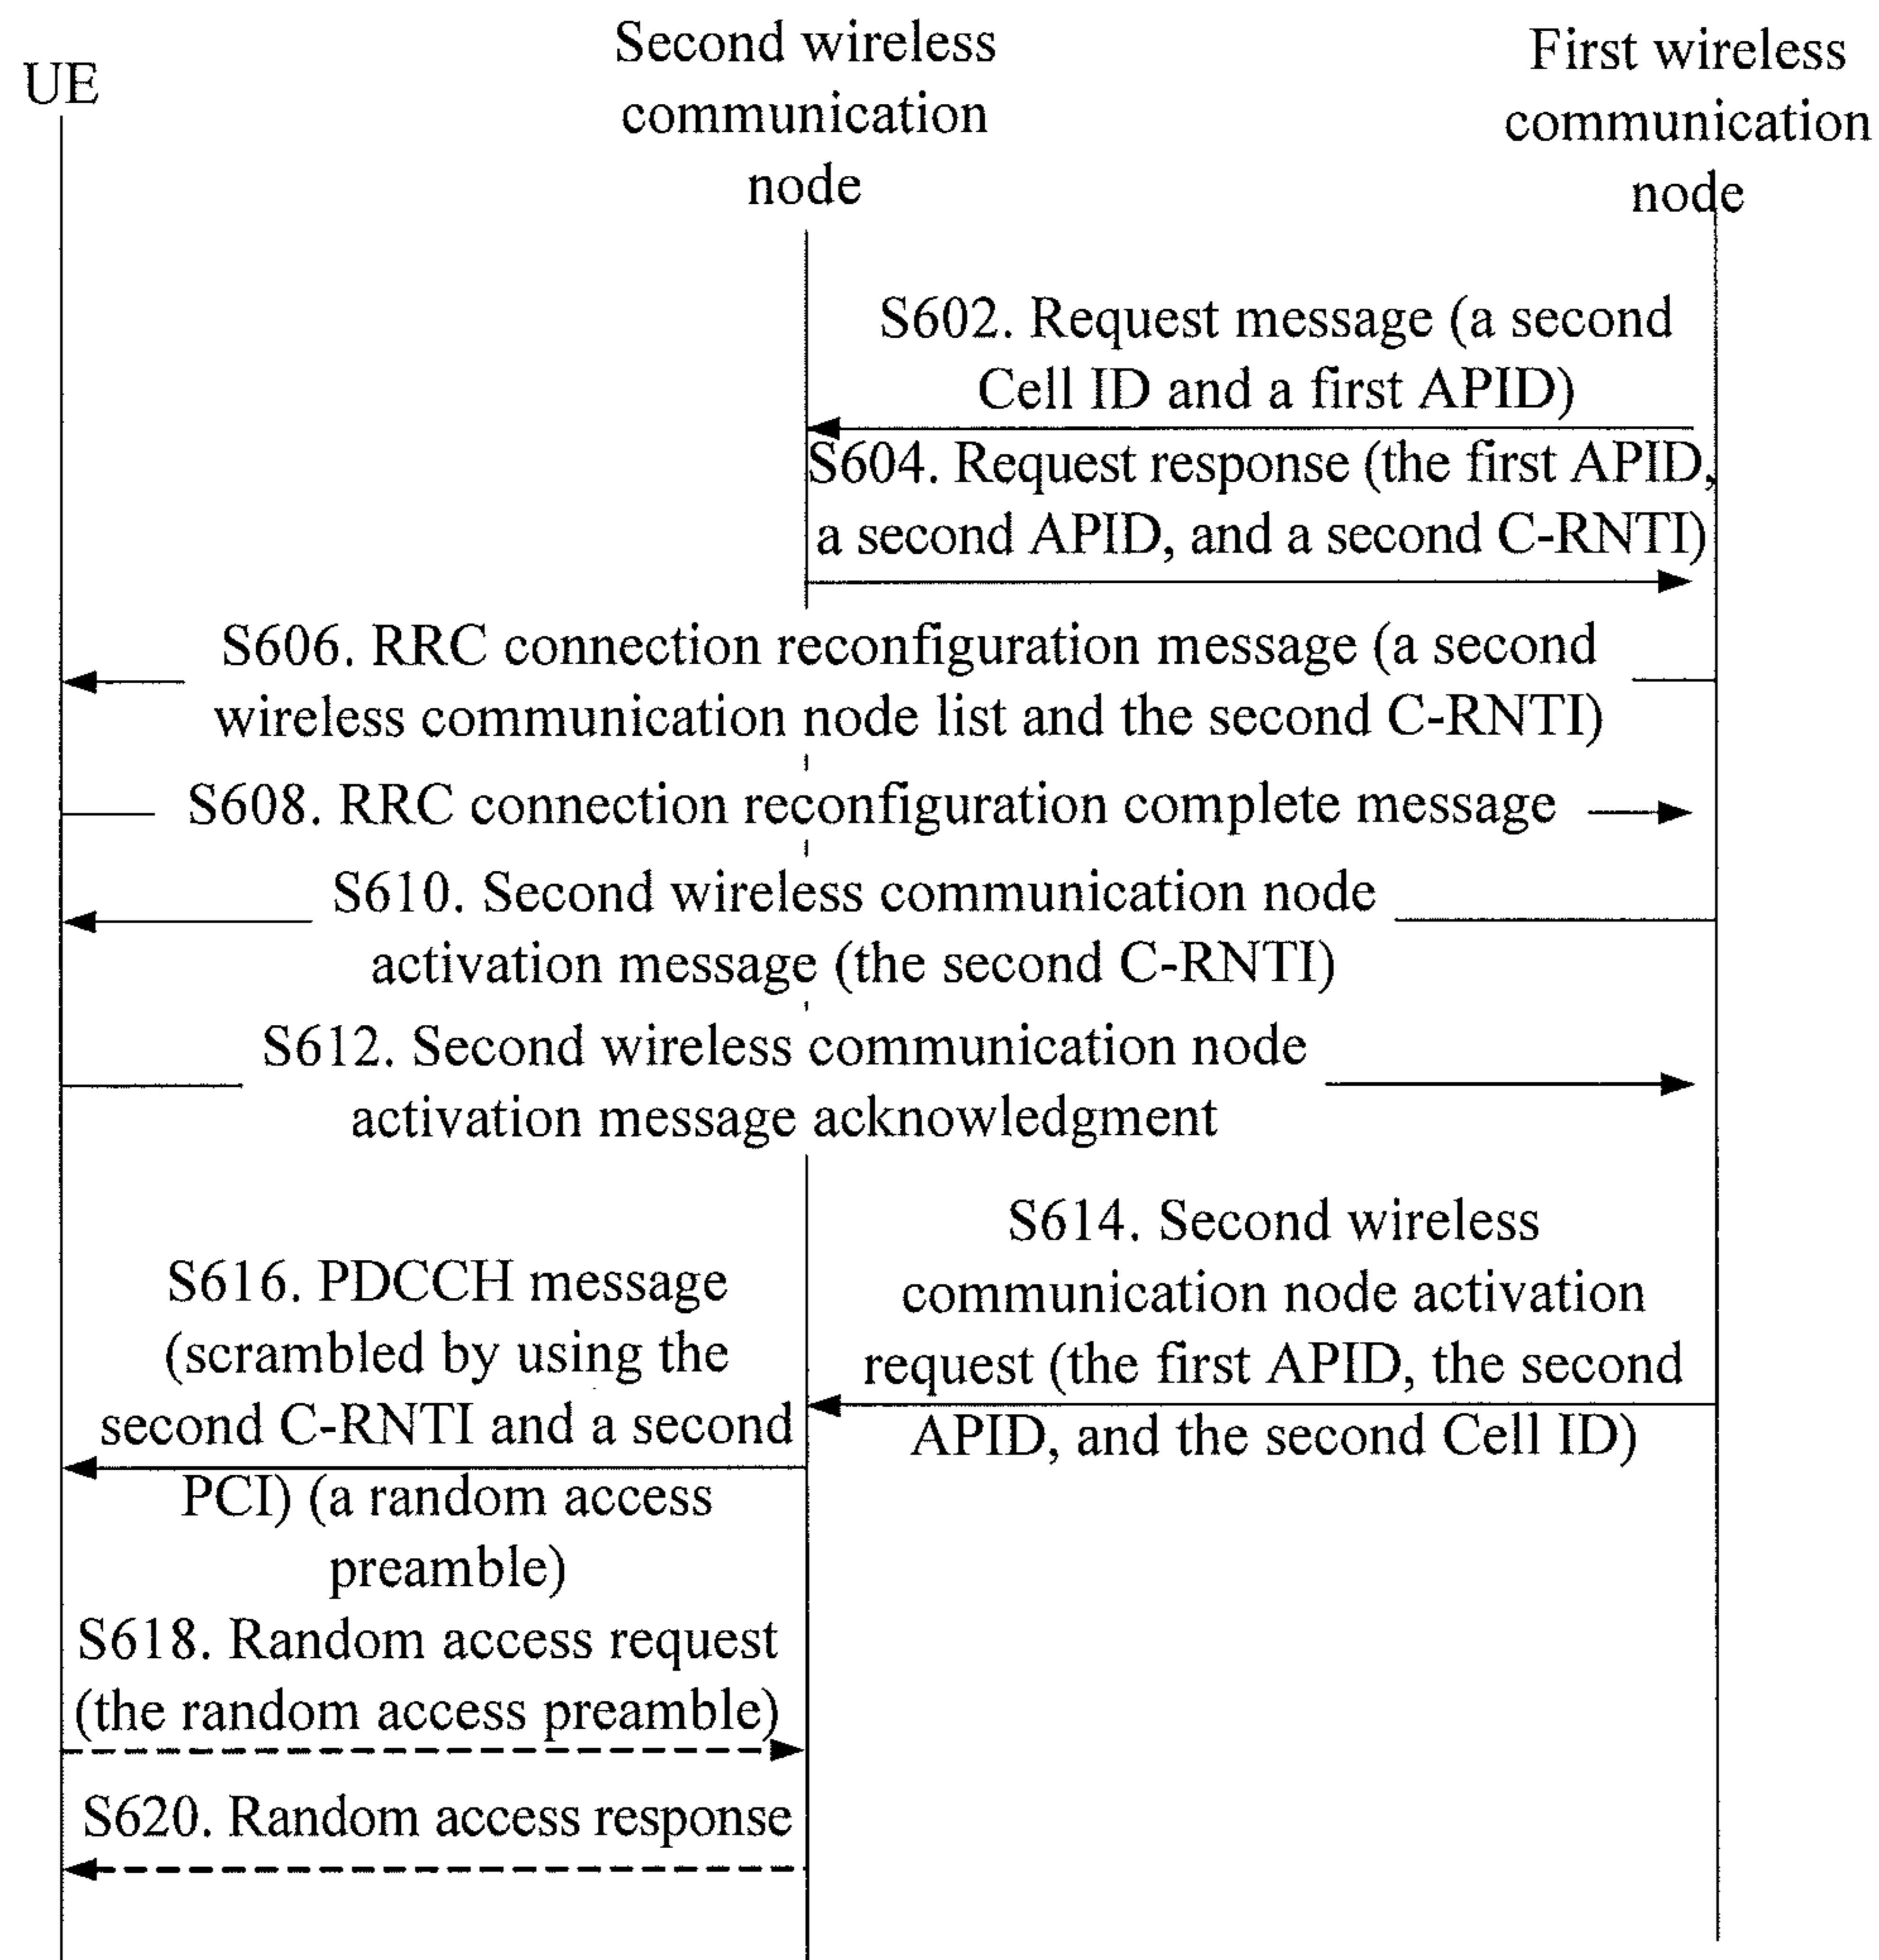 UE
Second wireless
communication
node
First wireless
communication
node
S602. Request message (a second
Cell ID and a first APID)
S604. Request response (the first APID,
a second APID, and a second C-RNTI)
S606. RRC connection reconfiguration message (a second
wireless communication node list and the second C-RNTI)
S608. RRC connection reconfiguration complete message
S610. Second wireless communication node
activation message (the second C-RNTI)
S612. Second wireless communication node
activation message acknowledgment
S614. Second wireless
communication node activation
request (the first APID, the second
APID, and the second Cell ID)
S616. PDCCH message
(scrambled by using the
second C-RNTI and a second
PCI) (a random access
preamble)
S618. Random access request
(the random access preamble)
S620. Random access response